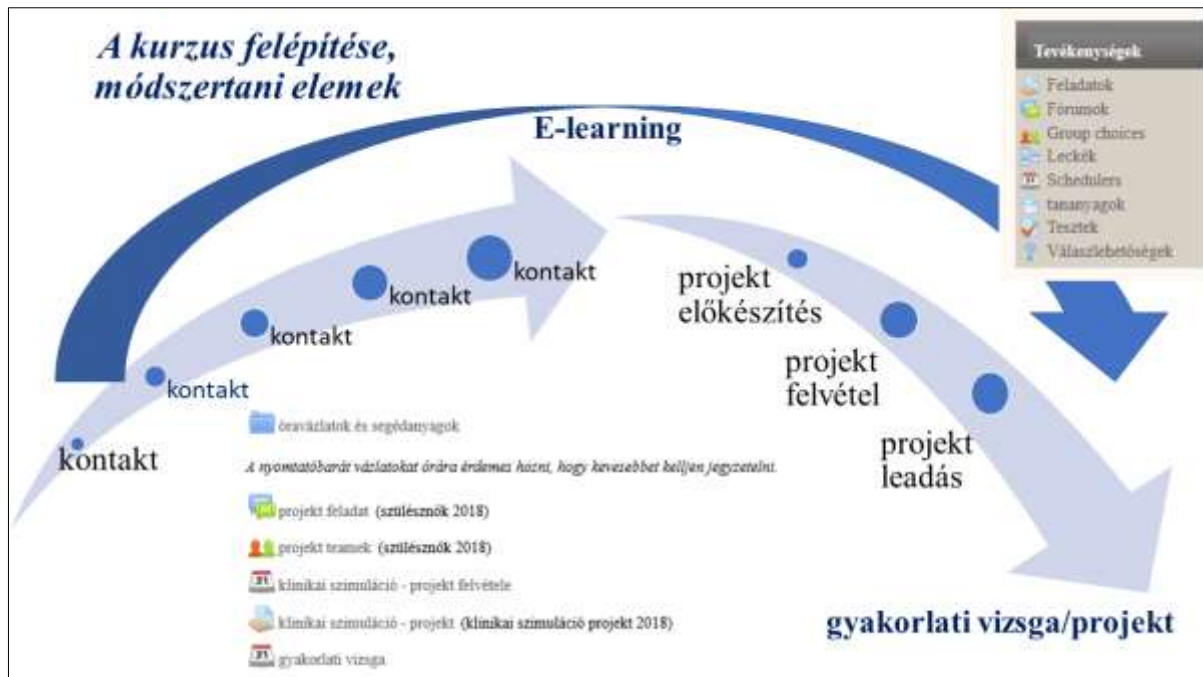 A kurzus felépítése,
módszertani elemek
E-learning
Tevékenységek
Feladatok
Fórumok
Group choices
Leckék
Schedulers
tananyagok
Tesztek
Válaszlehetőségek
kontakt
kontakt
kontakt
kontakt
kontakt
projekt
előkészítés
projekt
felvétel
projekt
leadás
óravázlatok és segédanyagok
A nyomtatóbarát vázlatokat órára érdemes hozni, hogy kevesebbet kelljen jegyzetelni.
projekt feladat (szülésznők 2018)
projekt teamek (szülésznők 2018)
klinikai szimuláció - projekt felvétele
klinikai szimuláció - projekt (klinikai szimuláció projekt 2018)
gyakorlati vizsga
gyakorlati vizsga/projekt